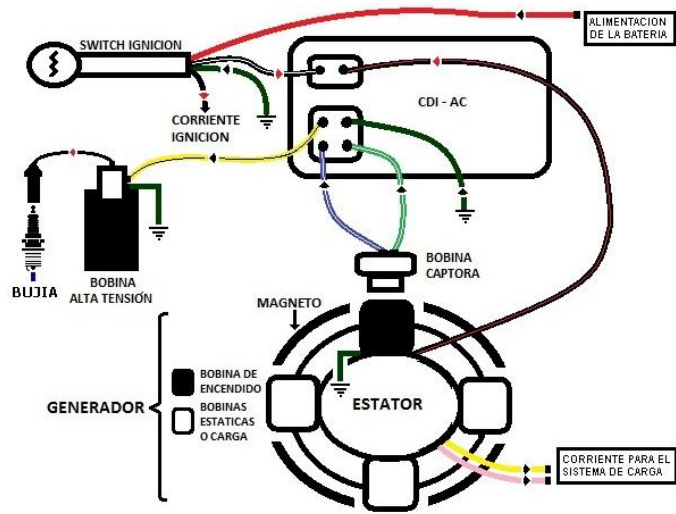 SWITCH IGNICION
ALIMENTACION
DE LA BATERIA
CORRIENTE
IGNICION
CDI - AC
BOBINA
CAPTORA
BUJIA
BOBINA
ALTA TENSIÓN
MAGNETO
GENERADOR
BOBINA DE
ENCENDIDO
BOBINAS
ESTATICAS
O CARGA
ESTATOR
CORRIENTE PARA EL
SISTEMA DE CARGA